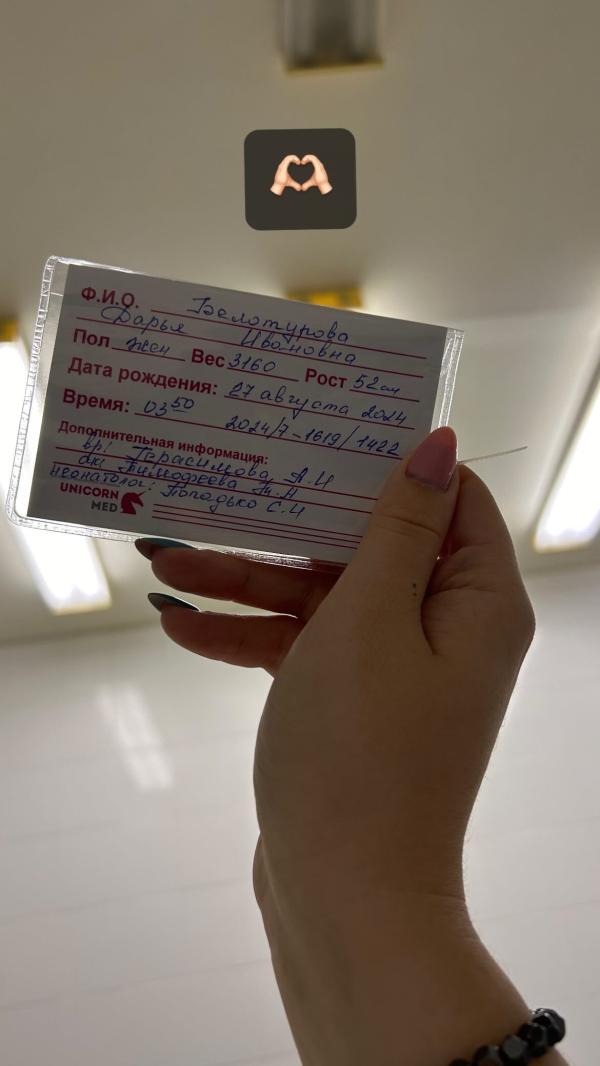 Ф.И.О. Белотурова
Дарья Ивановна
Пол жен Вес 3160 Рост 52см
Дата рождения: 27 августа 2024
Время: 03 50 2024/7-1619/1422
Дополнительная информация:
вр: Герасимова А.И
ак Тимофеева Т.Н
неонатолог: Погодько С.И
UNICORN
MED